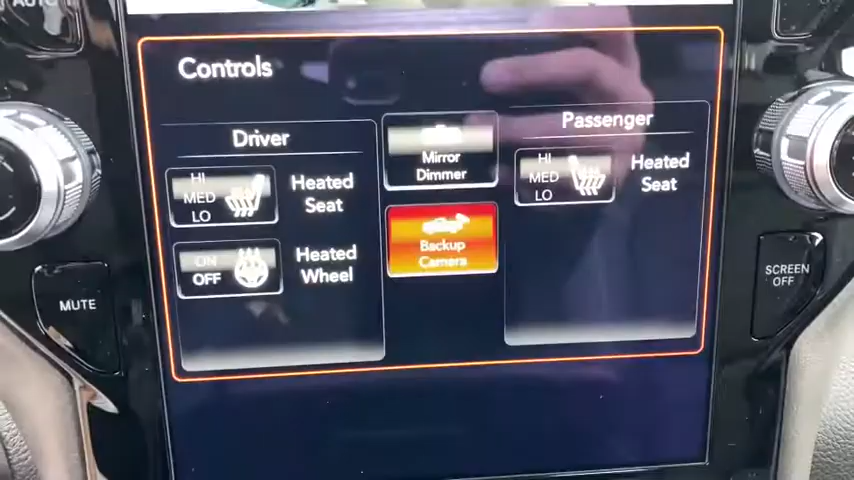 AUTO
Controls
Driver
Passenger
HI
MED
LO
Heated
Seat
Mirror
Dimmer
HI
MED
LO
Heated
Seat
ON
OFF
Heated
Wheel
Backup
Camera
MUTE
SCREEN
OFF